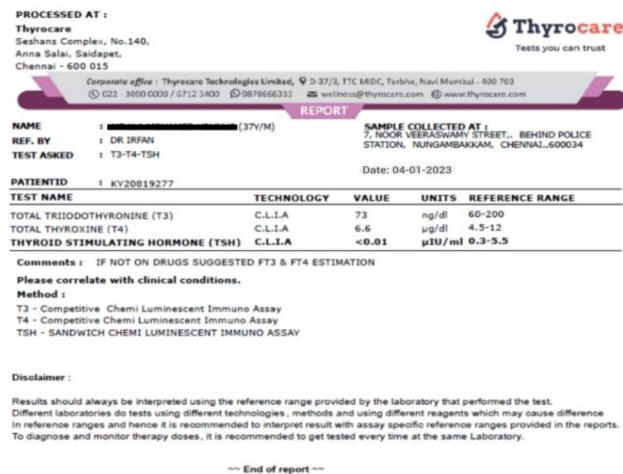 PROCESSED AT :
Thyrocare
Seshans Complex, No.140,
Anna Salai, Saidapet,
Chennai - 600 015
Thyrocare
Tests you can trust
Corporate office : Thyrocare Technologies Limited, D-37/3, TTC MIDC, Turbhe, Navi Mumbai - 400 703
022 - 3090 0000 / 6712 3400 9870666333 wellness@thyrocare.com www.thyrocare.com
REPORT
NAME : (37Y/M)
REF. BY : DR IRFAN
TEST ASKED : T3-T4-TSH
SAMPLE COLLECTED AT :
7, NOOR VEERASWAMY STREET,. BEHIND POLICE
STATION, NUNGAMBAKKAM, CHENNAI.,600034
Date: 04-01-2023
PATIENTID : KY20819277
TEST NAME TECHNOLOGY VALUE UNITS REFERENCE RANGE
TOTAL TRIIODOTHYRONINE (T3) C.L.I.A 73 ng/dl 60-200
TOTAL THYROXINE (T4) C.L.I.A 6.6 µg/dl 4.5-12
THYROID STIMULATING HORMONE (TSH) C.L.I.A <0.01 µIU/ml 0.3-5.5
Comments : IF NOT ON DRUGS SUGGESTED FT3 & FT4 ESTIMATION
Please correlate with clinical conditions.
Method :
T3 - Competitive Chemi Luminescent Immuno Assay
T4 - Competitive Chemi Luminescent Immuno Assay
TSH - SANDWICH CHEMI LUMINESCENT IMMUNO ASSAY
Disclaimer :
Results should always be interpreted using the reference range provided by the laboratory that performed the test.
Different laboratories do tests using different technologies, methods and using different reagents which may cause difference
In reference ranges and hence it is recommended to interpret result with assay specific reference ranges provided in the reports.
To diagnose and monitor therapy doses, it is recommended to get tested every time at the same Laboratory.
~~ End of report ~~